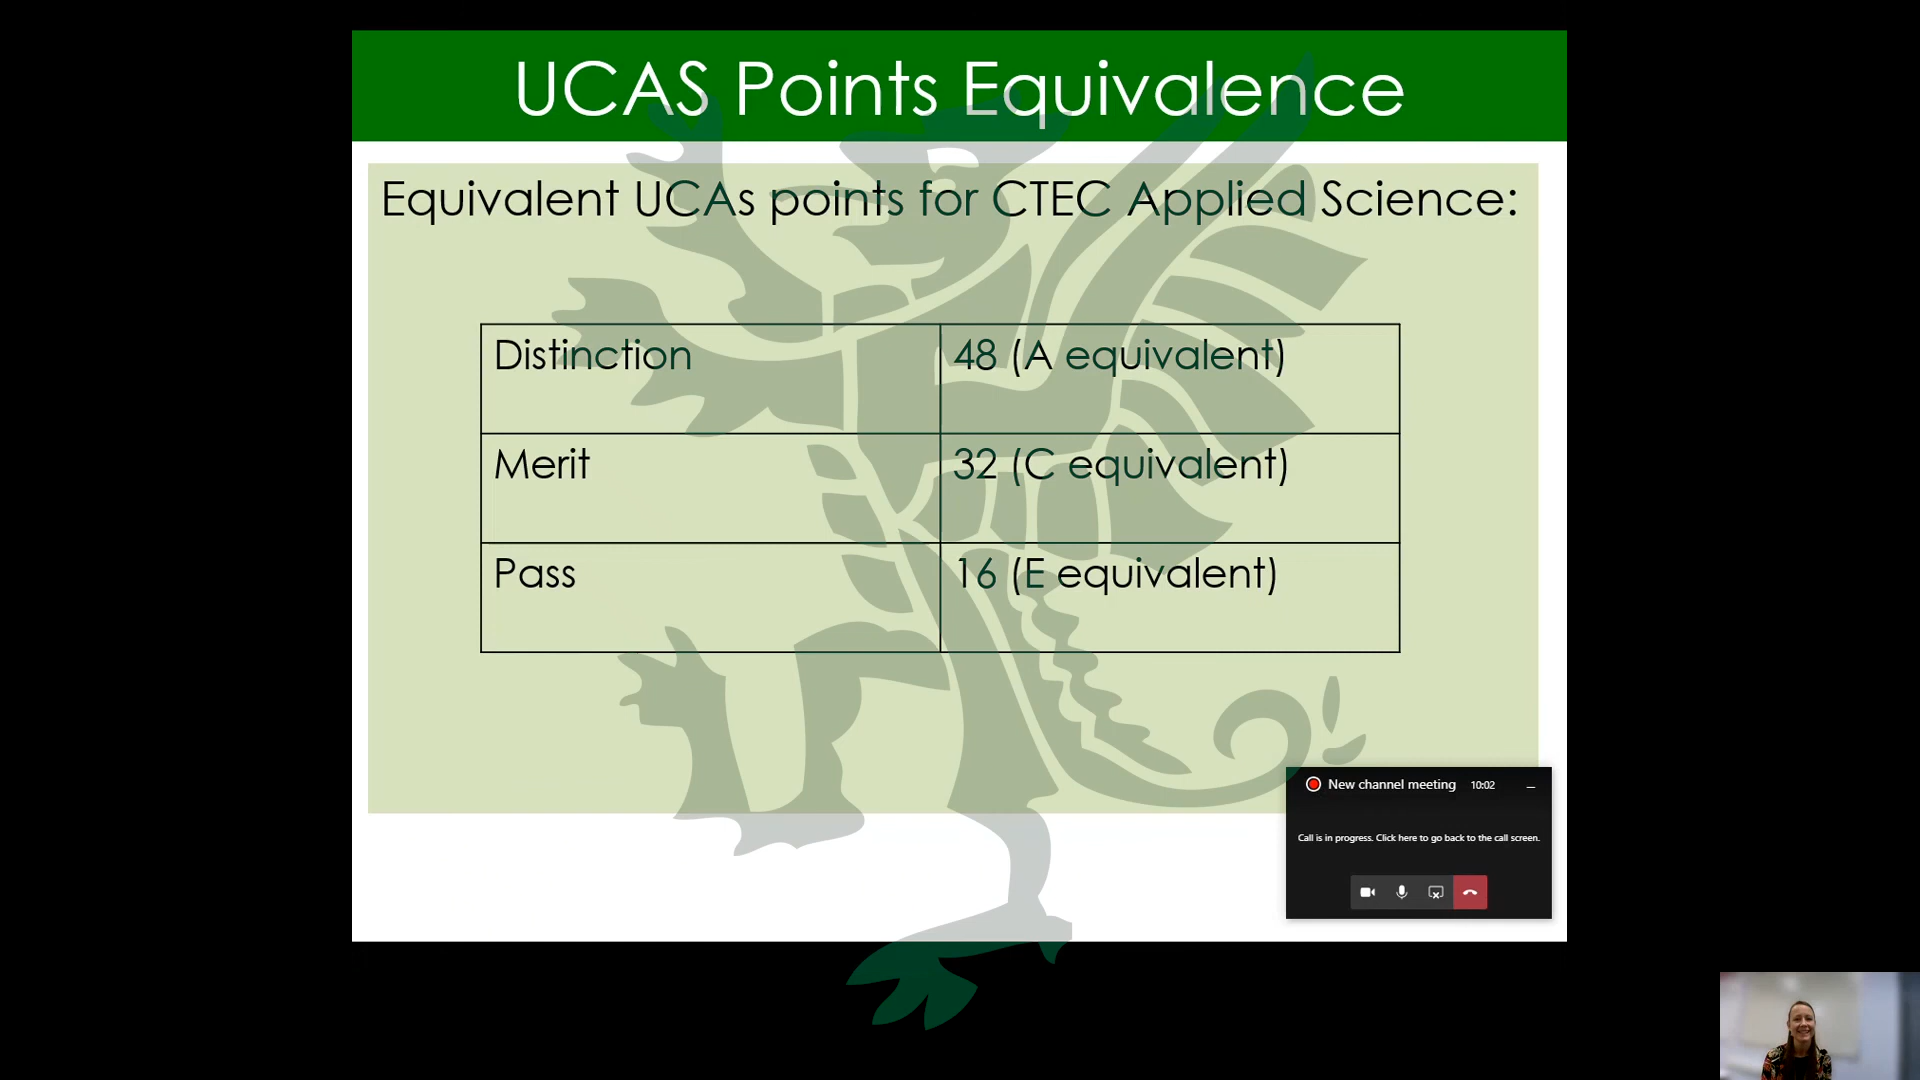 UCAS Points Equivalence
Equivalent UCAs points for CTEC Applied Science:
Distinction 48 (A equivalent)
Merit 32 (C equivalent)
Pass 16 (E equivalent)
New channel meeting 10:02
Call is in progress. Click here to go back to the call screen.